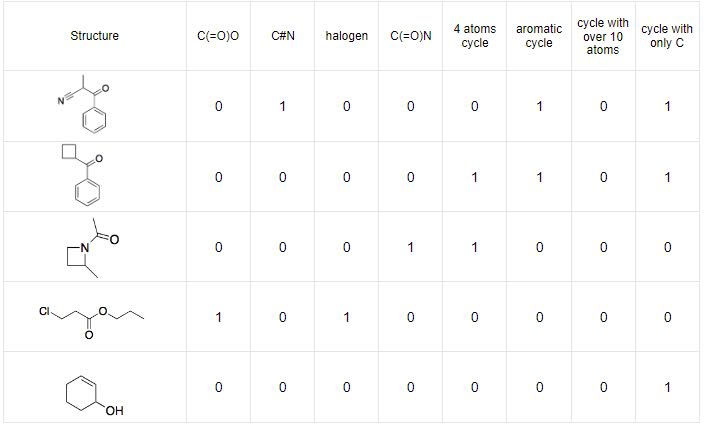 Structure C(=O)O C#N halogen C(=O)N 4 atoms cycle aromatic cycle cycle with over 10 atoms cycle with only C
N O 0 1 0 0 0 1 0 1
O 0 0 0 0 1 1 0 1
N O 0 0 0 1 1 0 0 0
Cl O O 1 0 1 0 0 0 0 0
OH 0 0 0 0 0 0 0 1